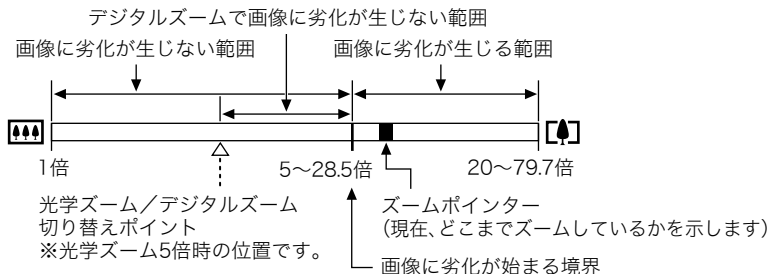 デジタルズームで画像に劣化が生じない範囲
画像に劣化が生じない範囲
画像に劣化が生じる範囲
1倍
5～28.5倍
20～79.7倍
光学ズーム／デジタルズーム
切り替えポイント
※光学ズーム5倍時の位置です。
ズームポインター
(現在、どこまでズームしているかを示します)
画像に劣化が始まる境界